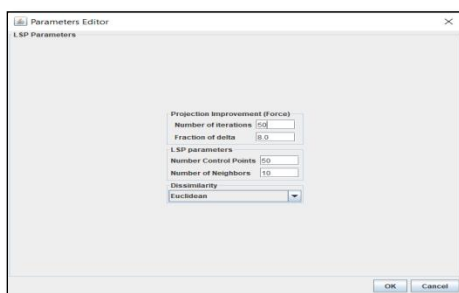 Parameters Editor
LSP Parameters
Projection Improvement (Force)
Number of iterations 50
Fraction of delta 8.0
LSP parameters
Number Control Points 50
Number of Neighbors 10
Dissimilarity
Euclidean
OK Cancel